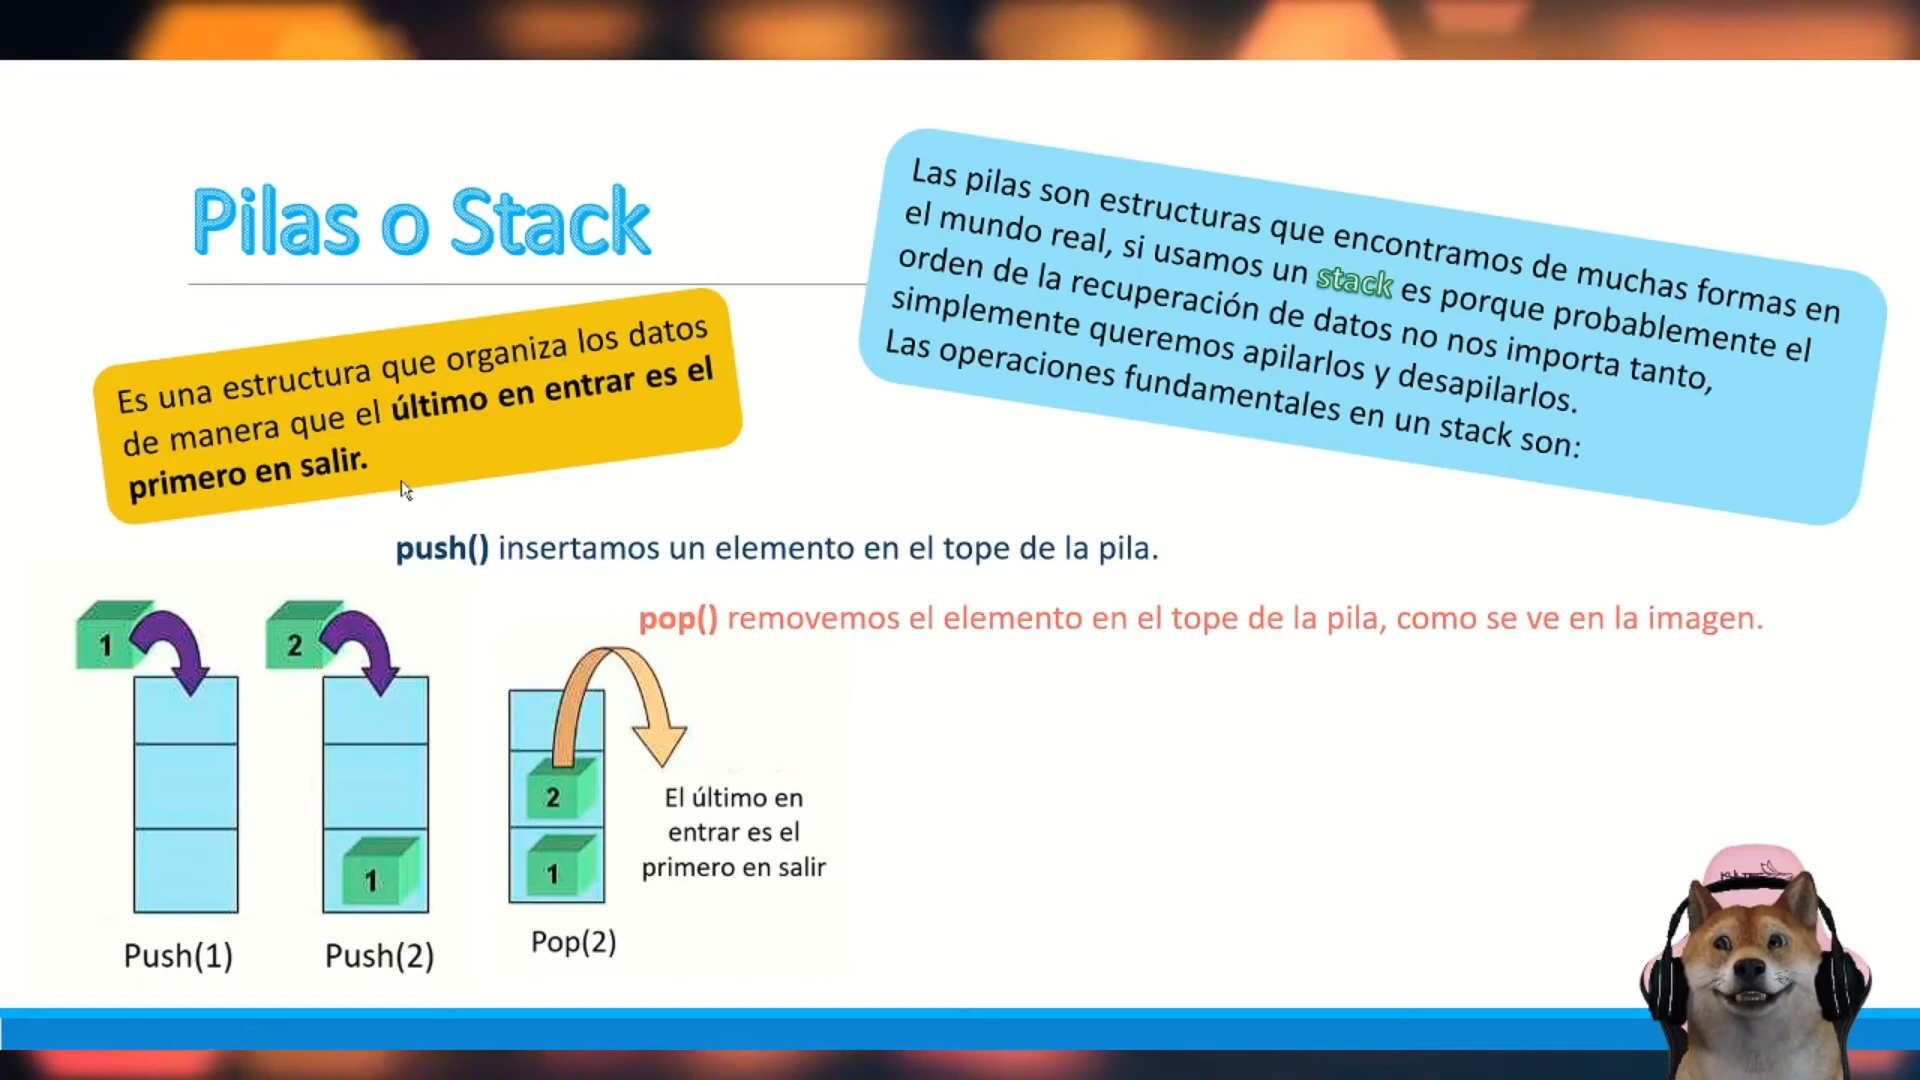 Pilas o Stack
Es una estructura que organiza los datos
de manera que el último en entrar es el
primero en salir.
Las pilas son estructuras que encontramos de muchas formas en
el mundo real, si usamos un stack es porque probablemente el
orden de la recuperación de datos no nos importa tanto,
simplemente queremos apilarlos y desapilarlos.
Las operaciones fundamentales en un stack son:
push() insertamos un elemento en el tope de la pila.
pop() removemos el elemento en el tope de la pila, como se ve en la imagen.
1
2
2
1
1
El último en
entrar es el
primero en salir
Push(1)
Push(2)
Pop(2)